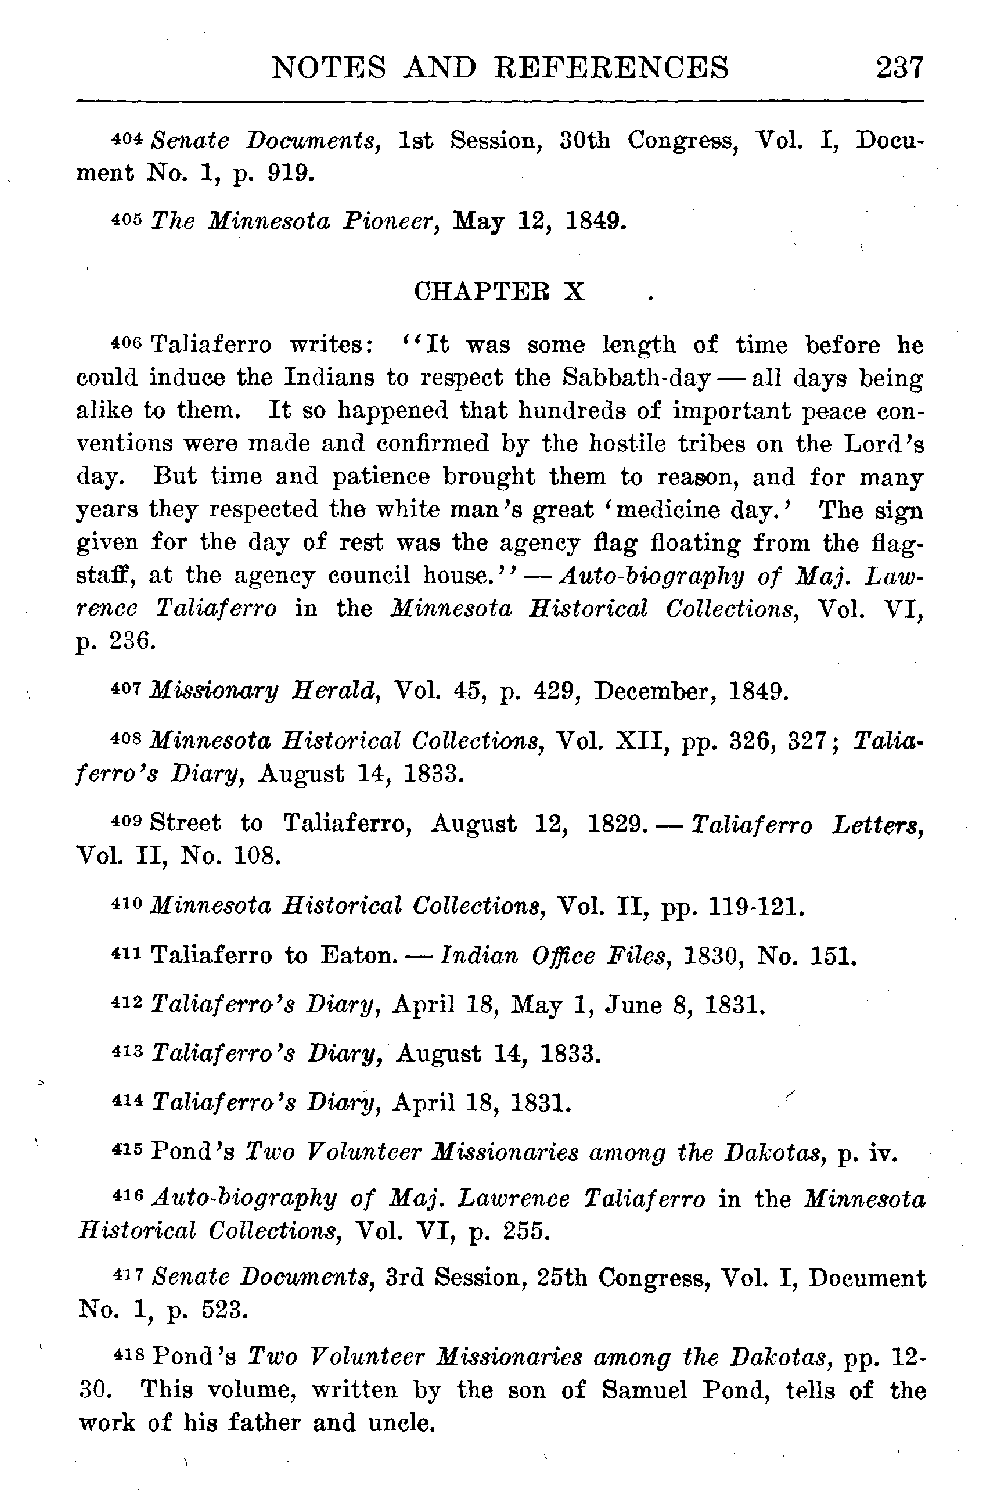 NOTES AND REFERENCES 237
404 Senate Documents, 1st Session, 30th Congress, Vol. I, Docu-
ment No. 1, p. 919.
405 The Minnesota Pioneer, May 12, 1849.
CHAPTER X
406 Taliaferro writes: "It was some length of time before he
could induce the Indians to respect the Sabbath-day — all days being
alike to them. It so happened that hundreds of important peace con-
ventions were made and confirmed by the hostile tribes on the Lord's
day. But time and patience brought them to reason, and for many
years they respected the white man's great 'medicine day.' The sign
given for the day of rest was the agency flag floating from the flag-
staff, at the agency council house." — Auto-biography of Maj. Law-
rence Taliaferro in the Minnesota Historical Collections, Vol. VI,
p. 236.
407 Missionary Herald, Vol. 45, p. 429, December, 1849.
408 Minnesota Historical Collections, Vol. XII, pp. 326, 327; Talia-
ferro's Diary, August 14, 1833.
409 Street to Taliaferro, August 12, 1829. — Taliaferro Letters,
Vol. II, No. 108.
410 Minnesota Historical Collections, Vol. II, pp. 119-121.
411 Taliaferro to Eaton. — Indian Office Files, 1830, No. 151.
412 Taliaferro's Diary, April 18, May 1, June 8, 1831.
413 Taliaferro's Diary, August 14, 1833.
414 Taliaferro's Diary, April 18, 1831.
415 Pond's Two Volunteer Missionaries among the Dakotas, p. iv.
416 Auto-biography of Maj. Lawrence Taliaferro in the Minnesota
Historical Collections, Vol. VI, p. 255.
417 Senate Documents, 3rd Session, 25th Congress, Vol. I, Document
No. 1, p. 523.
418 Pond's Two Volunteer Missionaries among the Dakotas, pp. 12-
30. This volume, written by the son of Samuel Pond, tells of the
work of his father and uncle.